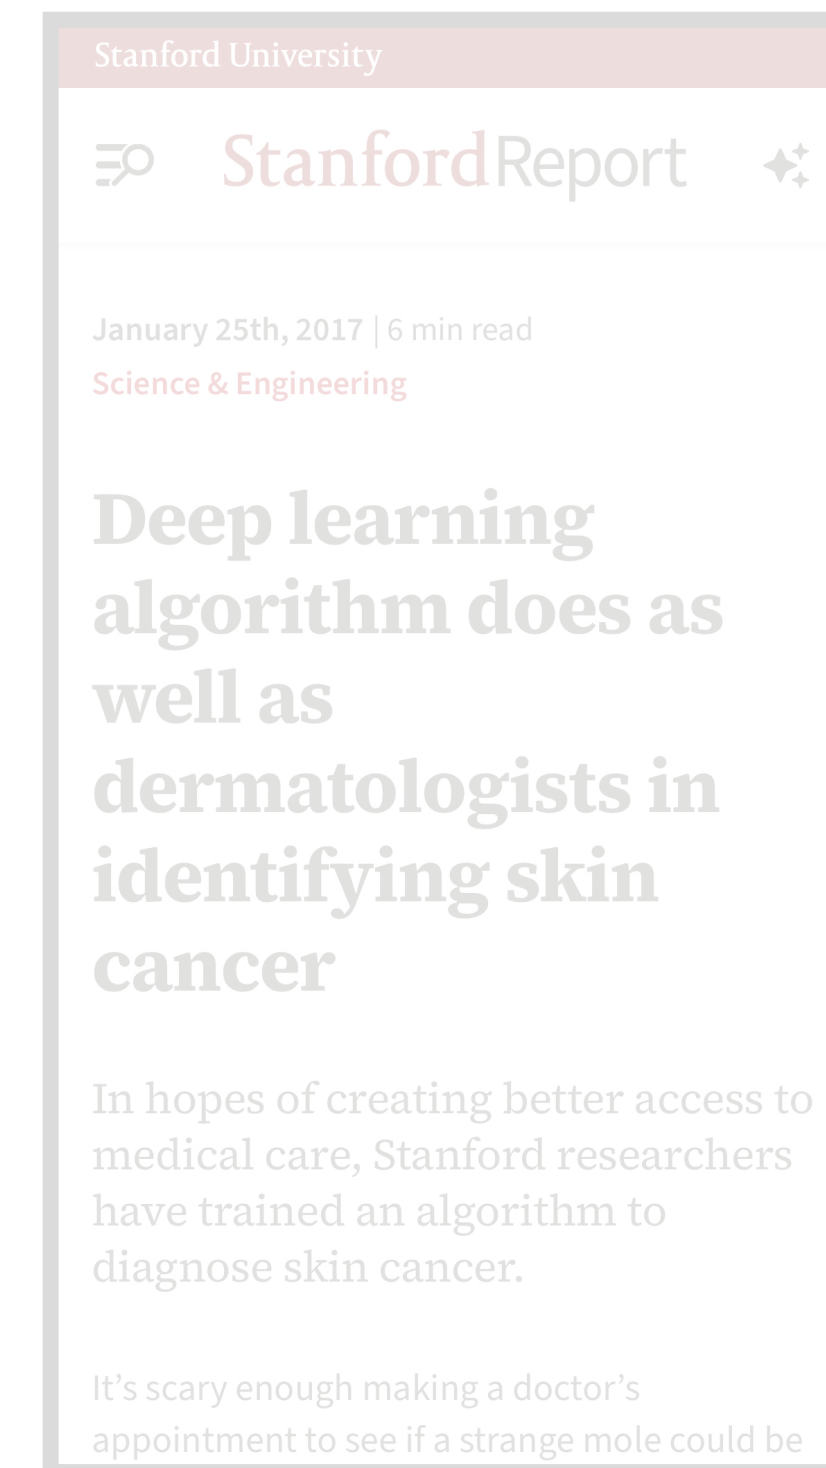 Stanford University
Stanford Report
January 25th, 2017 | 6 min read
Science & Engineering
Deep learning
algorithm does as
well as
dermatologists in
identifying skin
cancer
In hopes of creating better access to
medical care, Stanford researchers
have trained an algorithm to
diagnose skin cancer.
It’s scary enough making a doctor’s
appointment to see if a strange mole could be